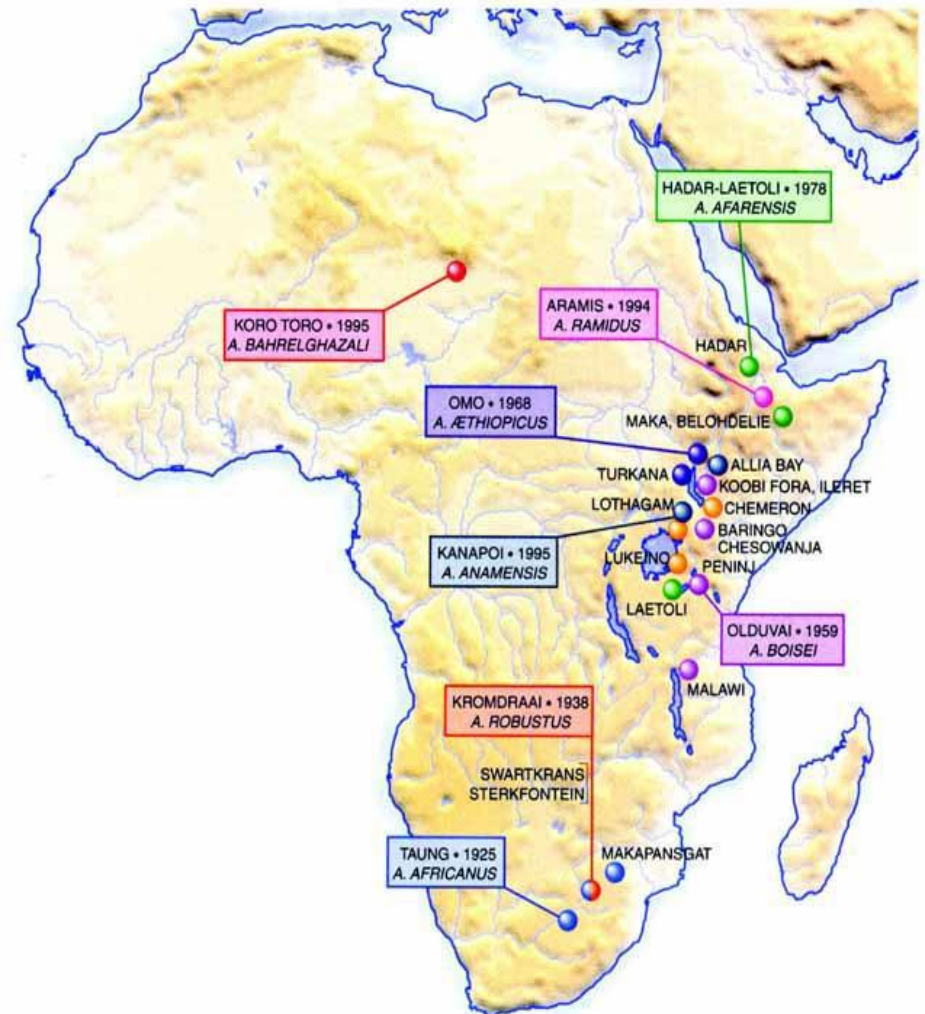 HADAR-LAETOLI • 1978
A. AFARENSIS
KORO TORO • 1995
A. BAHRELGHAZALI
ARAMIS • 1994
A. RAMIDUS
HADAR
OMO • 1968
A. ÆTHIOPICUS
MAKA, BELOHDELIE
TURKANA
ALLIA BAY
KOOBI FORA, ILERET
LOTHAGAM
CHEMERON
BARINGO
CHESOWANJA
KANAPOI • 1995
A. ANAMENSIS
LUKEINO
PENINJ
LAETOLI
OLDUVAI • 1959
A. BOISEI
MALAWI
KROMDRAAI • 1938
A. ROBUSTUS
SWARTKRANS
STERKFONTEIN
TAUNG • 1925
A. AFRICANUS
MAKAPANSGAT